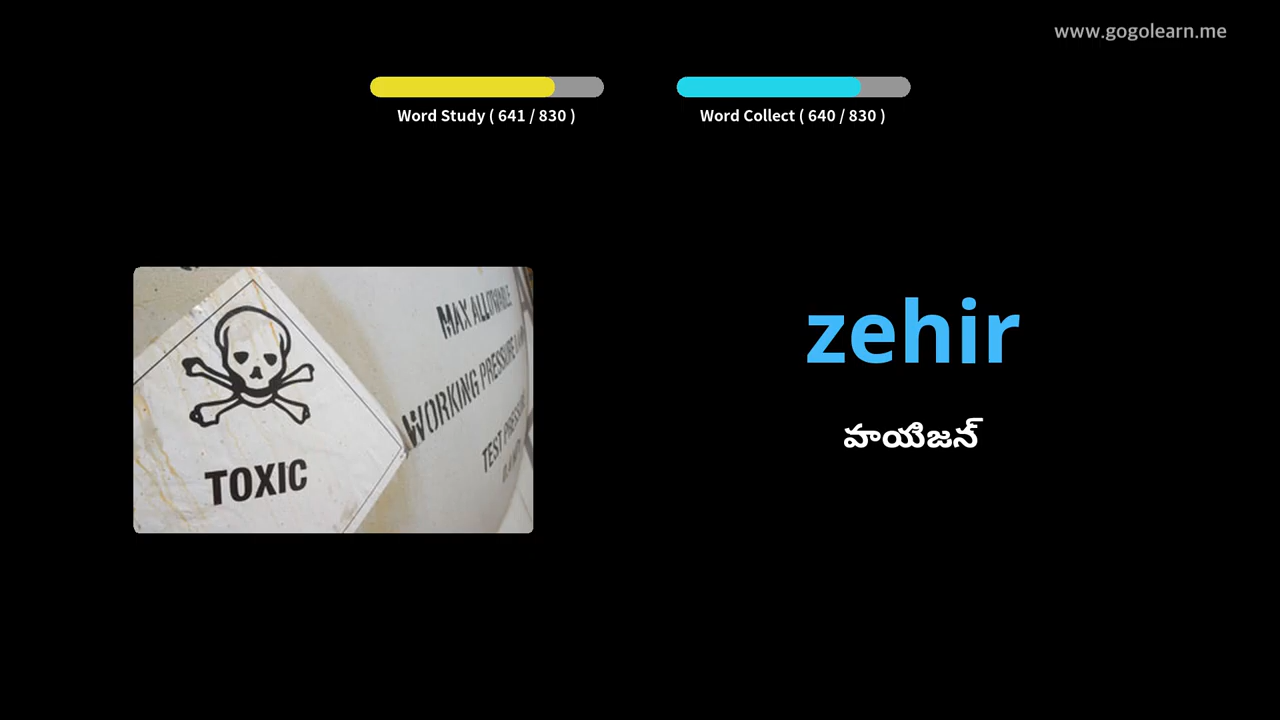 www.gogolearn.me
Word Study ( 641 / 830 )
Word Collect ( 640 / 830 )
MAX ALLOWABLE
WORKING PRESSURE
TEST PRESSURE
TOXIC
zehir
పాయిజన్